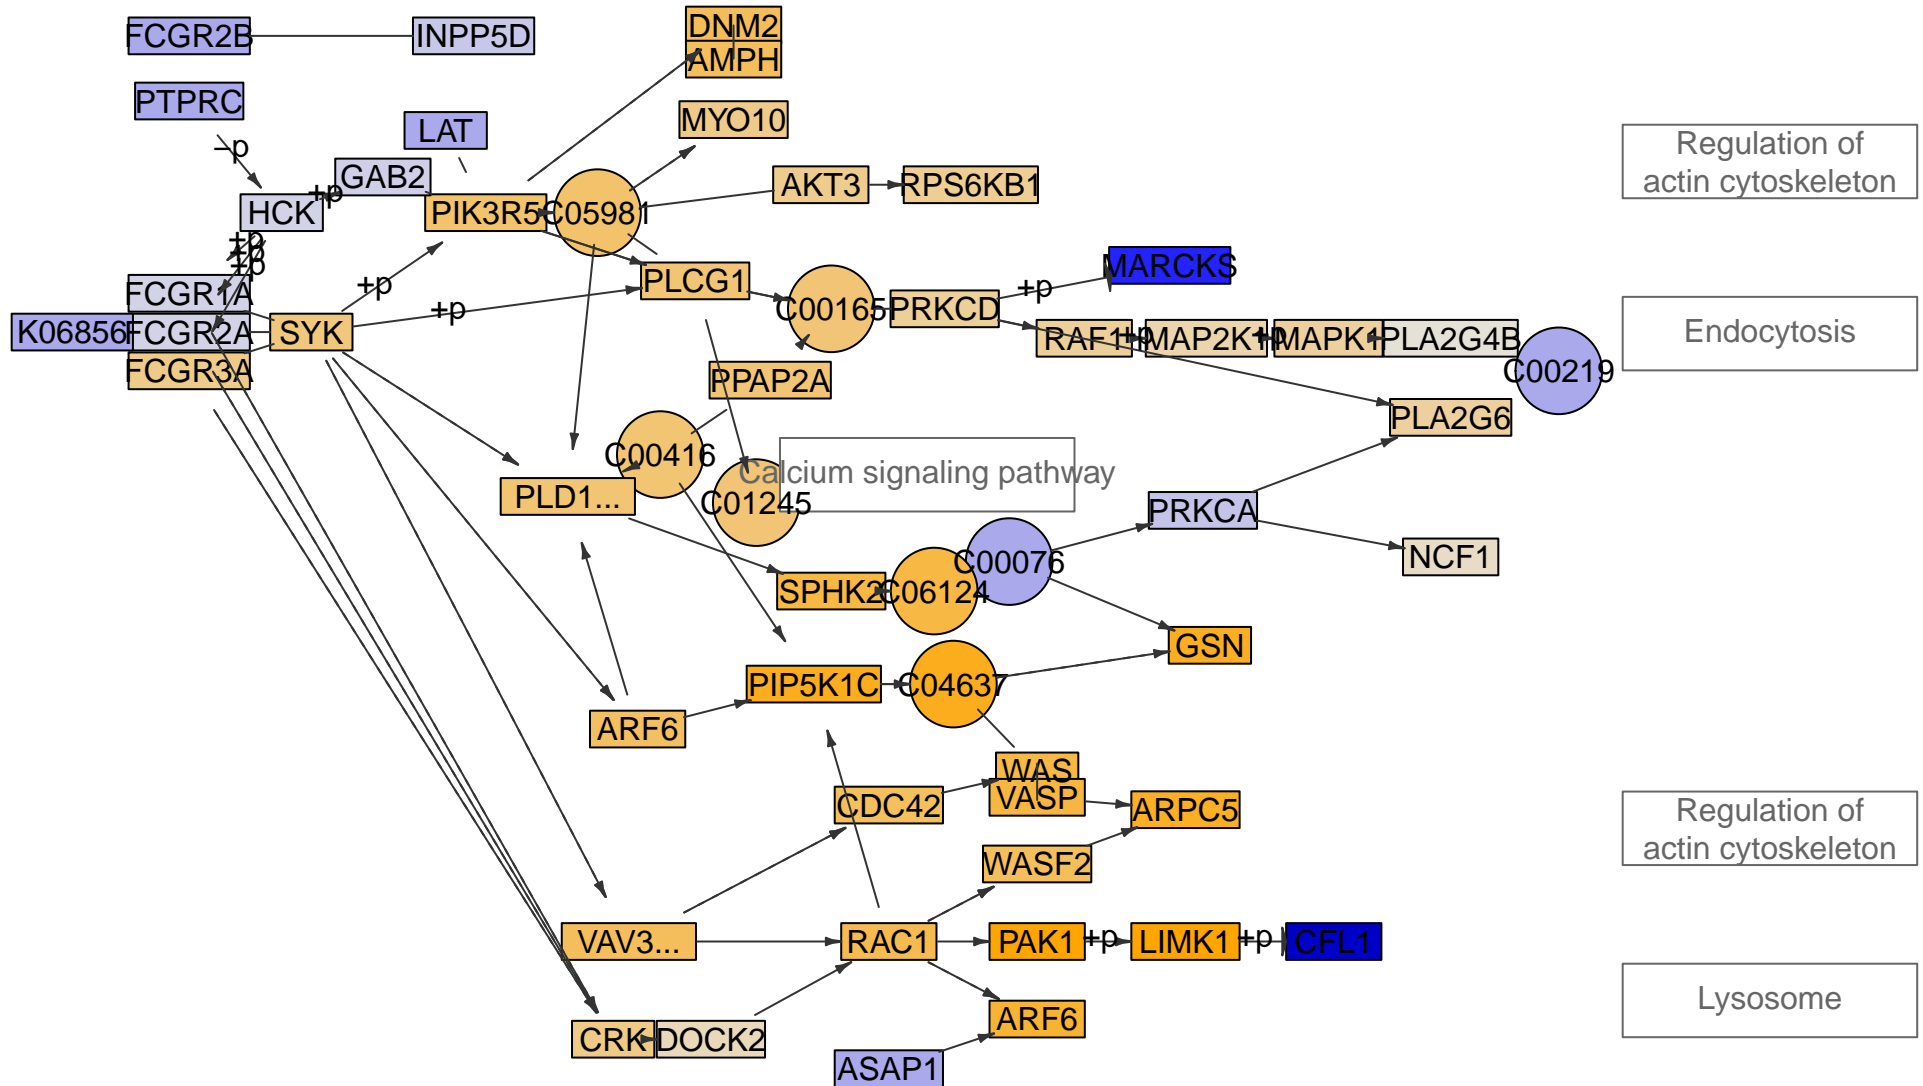 DNM2
FCGR2B
INPP5D
AMPH
PTPRC
MYO10
LAT
Regulation of
actin cytoskeleton
−p
GAB2
+p
AKT3
RPS6KB1
HCK
PIK3R5
C05981
+p
+p
+p
MARCKS
PLCG1
+p
+p
FCGR1A
C00165
PRKCD
+p
K06856
FCGR2A
SYK
Endocytosis
RAF1
+p
MAP2K1
+p
MAPK1
PLA2G4B
FCGR3A
PPAP2A
C00219
PLA2G6
C00416
Calcium signaling pathway
PLD1...
C01245
PRKCA
C00076
NCF1
SPHK2
C06124
GSN
PIP5K1C
C04637
ARF6
WAS
VASP
CDC42
ARPC5
Regulation of
actin cytoskeleton
WASF2
VAV3...
RAC1
PAK1
+p
LIMK1
+p
CFL1
Lysosome
ARF6
CRK
DOCK2
ASAP1